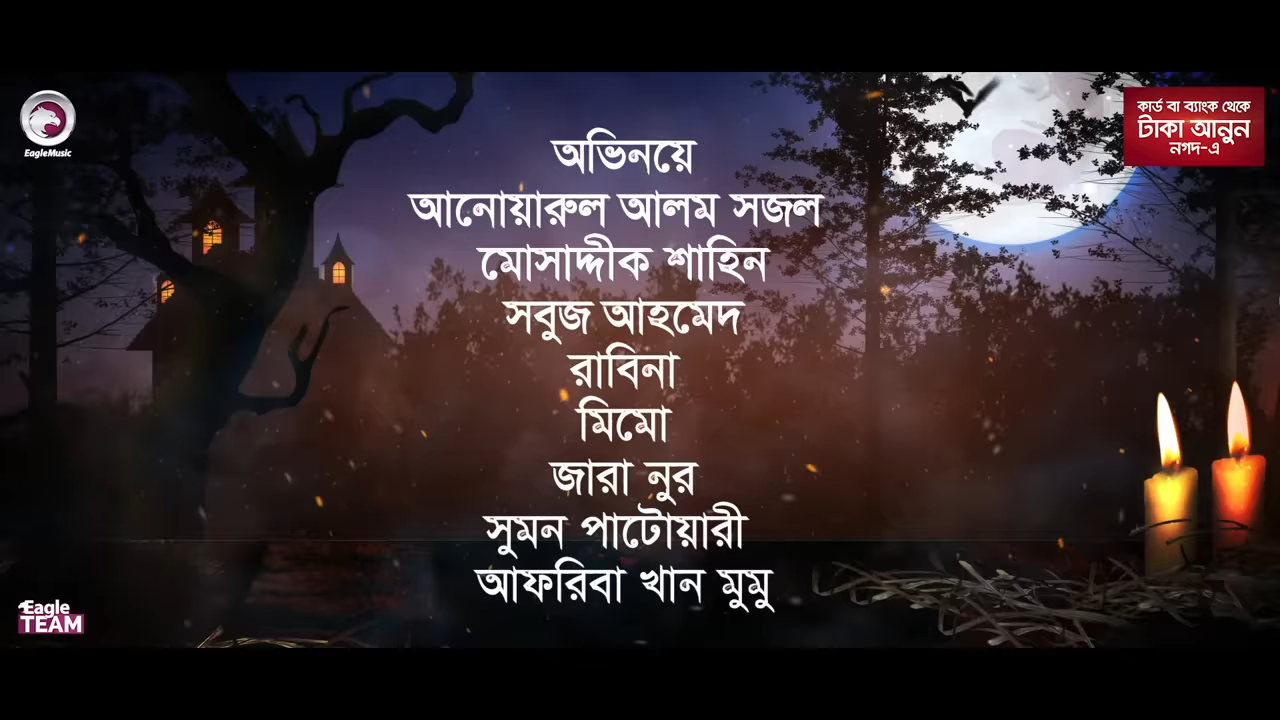 EagleMusic
কার্ড বা ব্যাংক থেকে
টাকা আনুন
নগদ-এ
অভিনয়ে
আনোয়ারুল আলম সজল
মোসাদ্দীক শাহিন
সবুজ আহমেদ
রাবিনা
মিমো
জারা নুর
সুমন পাটোয়ারী
আফরিবা খান মুমু
Eagle
TEAM